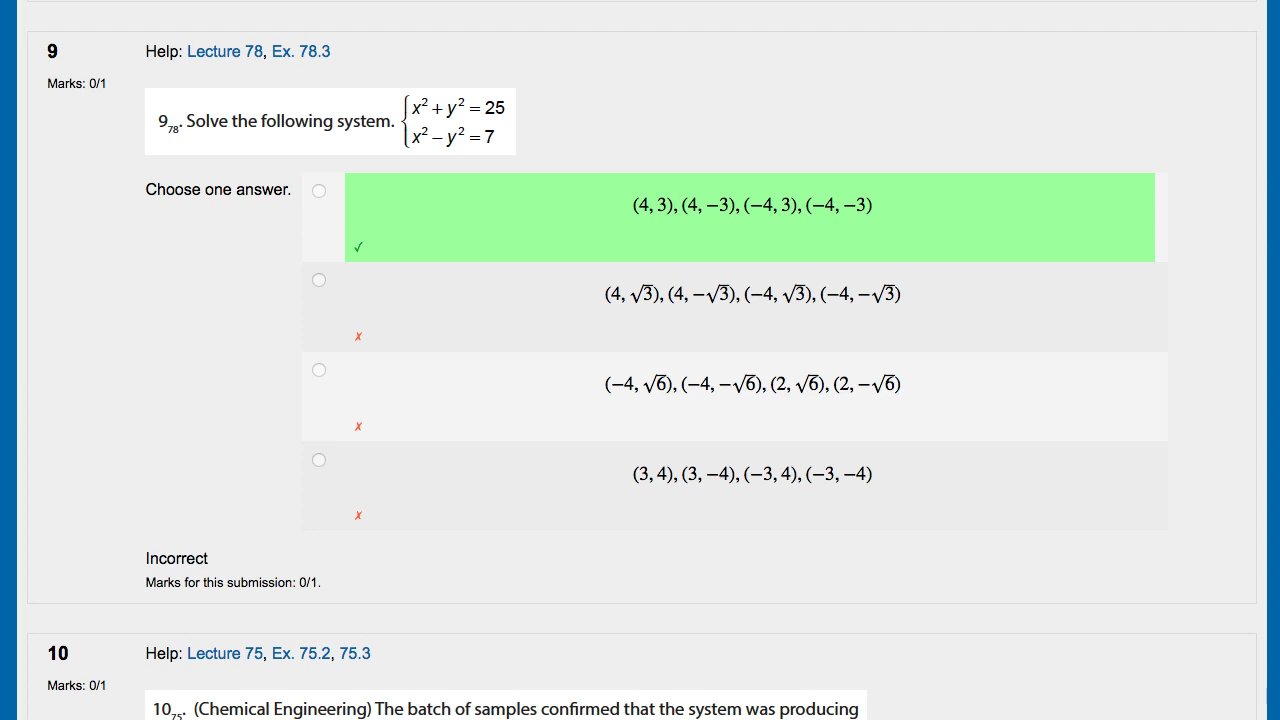 9
Help: Lecture 78, Ex. 78.3
Marks: 0/1
9₇₈. Solve the following system. { x² + y² = 25
x² − y² = 7
Choose one answer.
(4, 3), (4, −3), (−4, 3), (−4, −3)
✓
(4, √3), (4, −√3), (−4, √3), (−4, −√3)
✗
(−4, √6), (−4, −√6), (2, √6), (2, −√6)
✗
(3, 4), (3, −4), (−3, 4), (−3, −4)
✗
Incorrect
Marks for this submission: 0/1.
10
Help: Lecture 75, Ex. 75.2, 75.3
Marks: 0/1
10₇₅. (Chemical Engineering) The batch of samples confirmed that the system was producing